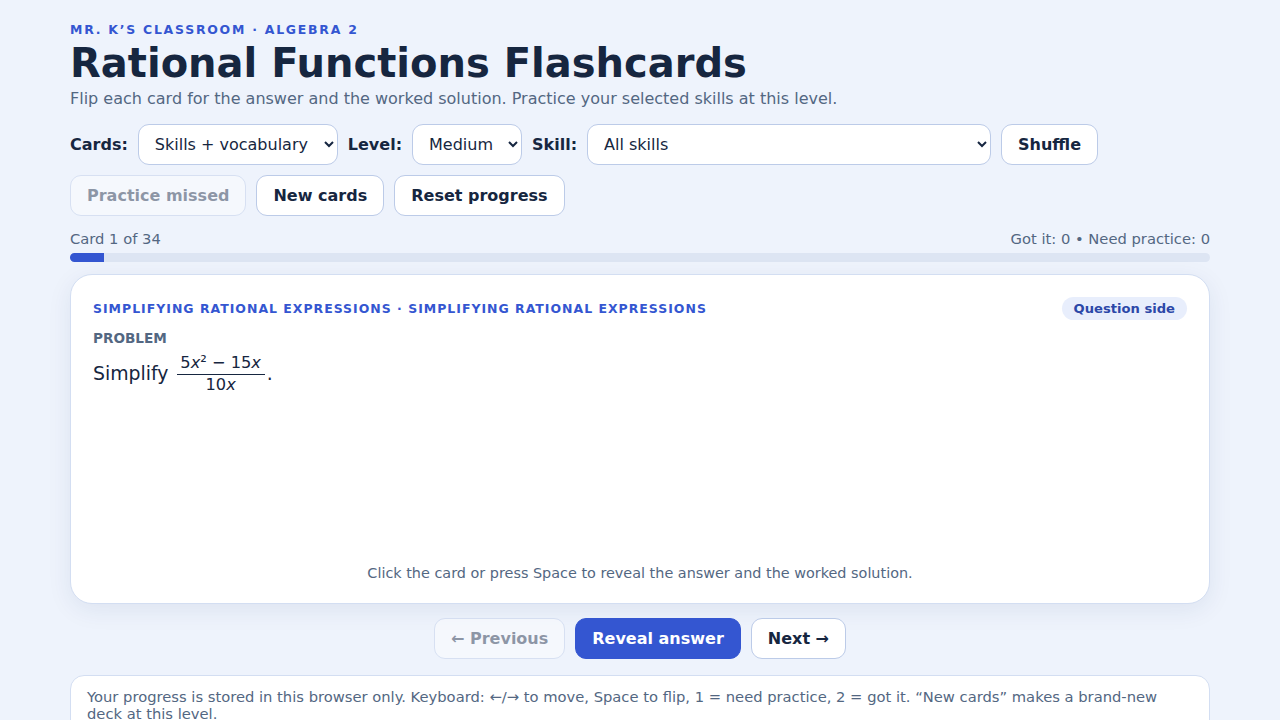 MR. K’S CLASSROOM · ALGEBRA 2
Rational Functions Flashcards
Flip each card for the answer and the worked solution. Practice your selected skills at this level.
Cards: Skills + vocabulary Level: Medium Skill: All skills Shuffle
Practice missed New cards Reset progress
Card 1 of 34 Got it: 0 • Need practice: 0
SIMPLIFYING RATIONAL EXPRESSIONS · SIMPLIFYING RATIONAL EXPRESSIONS Question side
PROBLEM
Simplify (5x² − 15x)/(10x).
Click the card or press Space to reveal the answer and the worked solution.
← Previous Reveal answer Next →
Your progress is stored in this browser only. Keyboard: ←/→ to move, Space to flip, 1 = need practice, 2 = got it. “New cards” makes a brand-new
deck at this level.